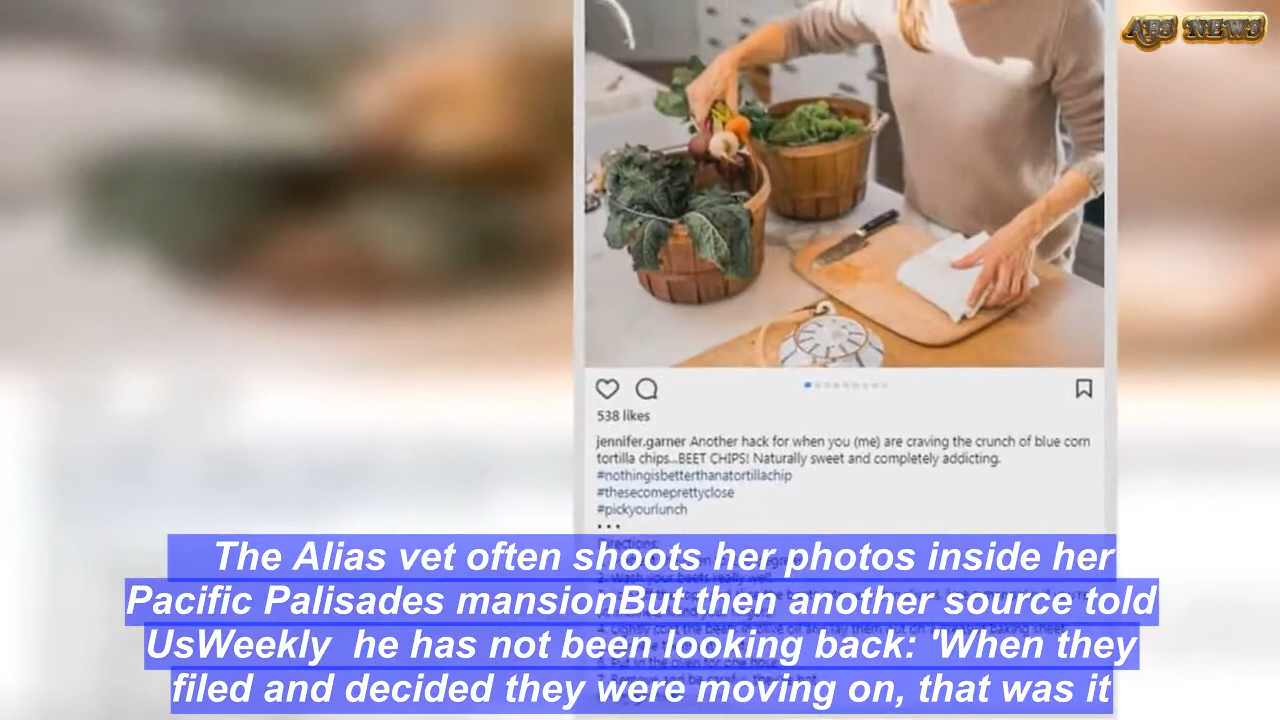 ABS NEWS
538 likes
jennifer.garner Another hack for when you (me) are craving the crunch of blue corn
tortilla chips...BEET CHIPS! Naturally sweet and completely addicting.
#nothingisbetterthanatortillachip
#thesecomeprettyclose
#pickyourlunch
•••
Directions:
The Alias vet often shoots her photos inside her
Pacific Palisades mansionBut then another source told
UsWeekly he has not been looking back: 'When they
filed and decided they were moving on, that was it